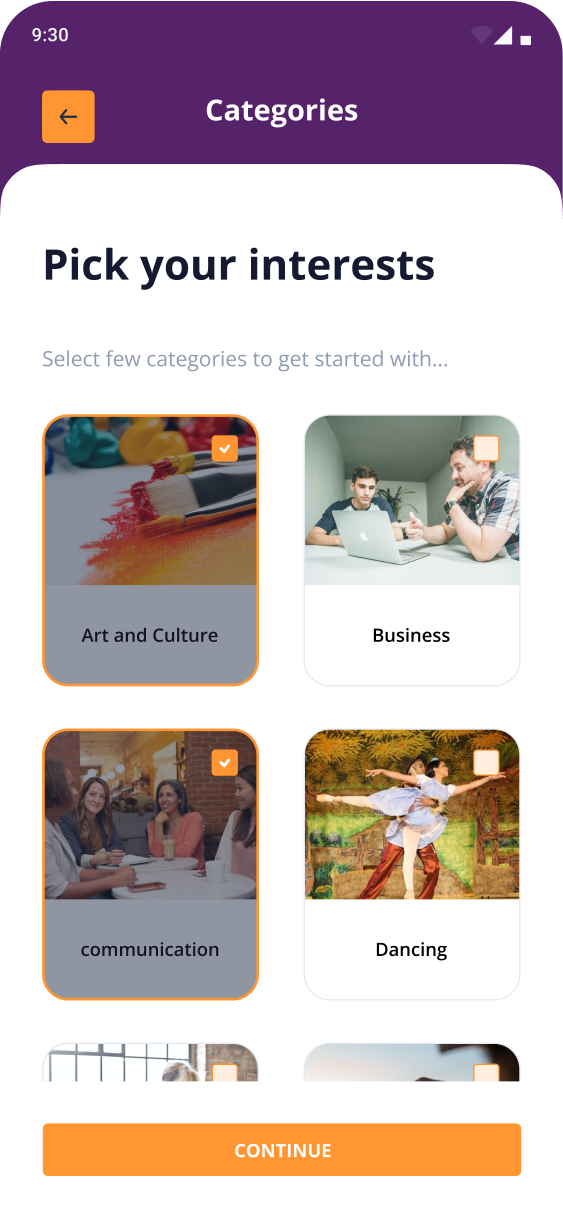 9:30
Categories
Pick your interests
Select few categories to get started with...
Art and Culture
Business
communication
Dancing
CONTINUE